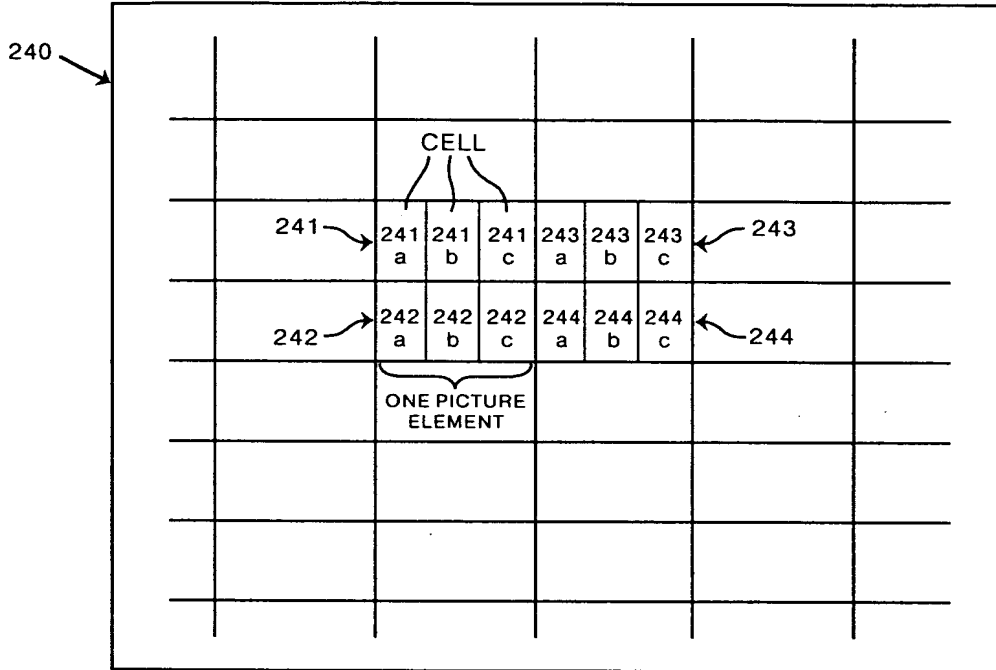 240
CELL
241 241 a 241 b 241 c 243 a 243 b 243 c 243
242 242 a 242 b 242 c 244 a 244 b 244 c 244
ONE PICTURE
ELEMENT